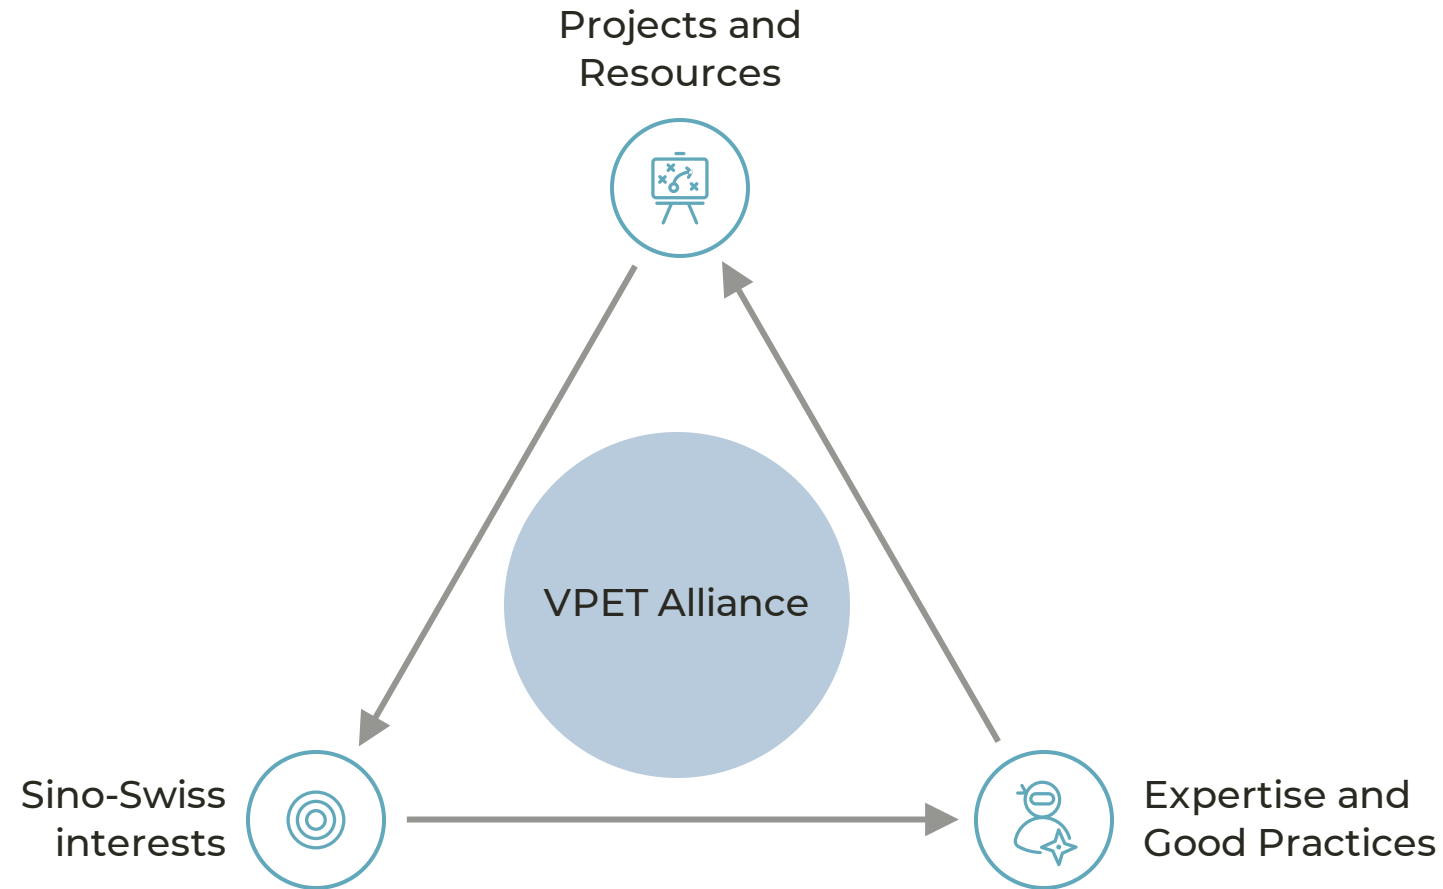 Projects and
Resources
VPET Alliance
Sino-Swiss
interests
Expertise and
Good Practices